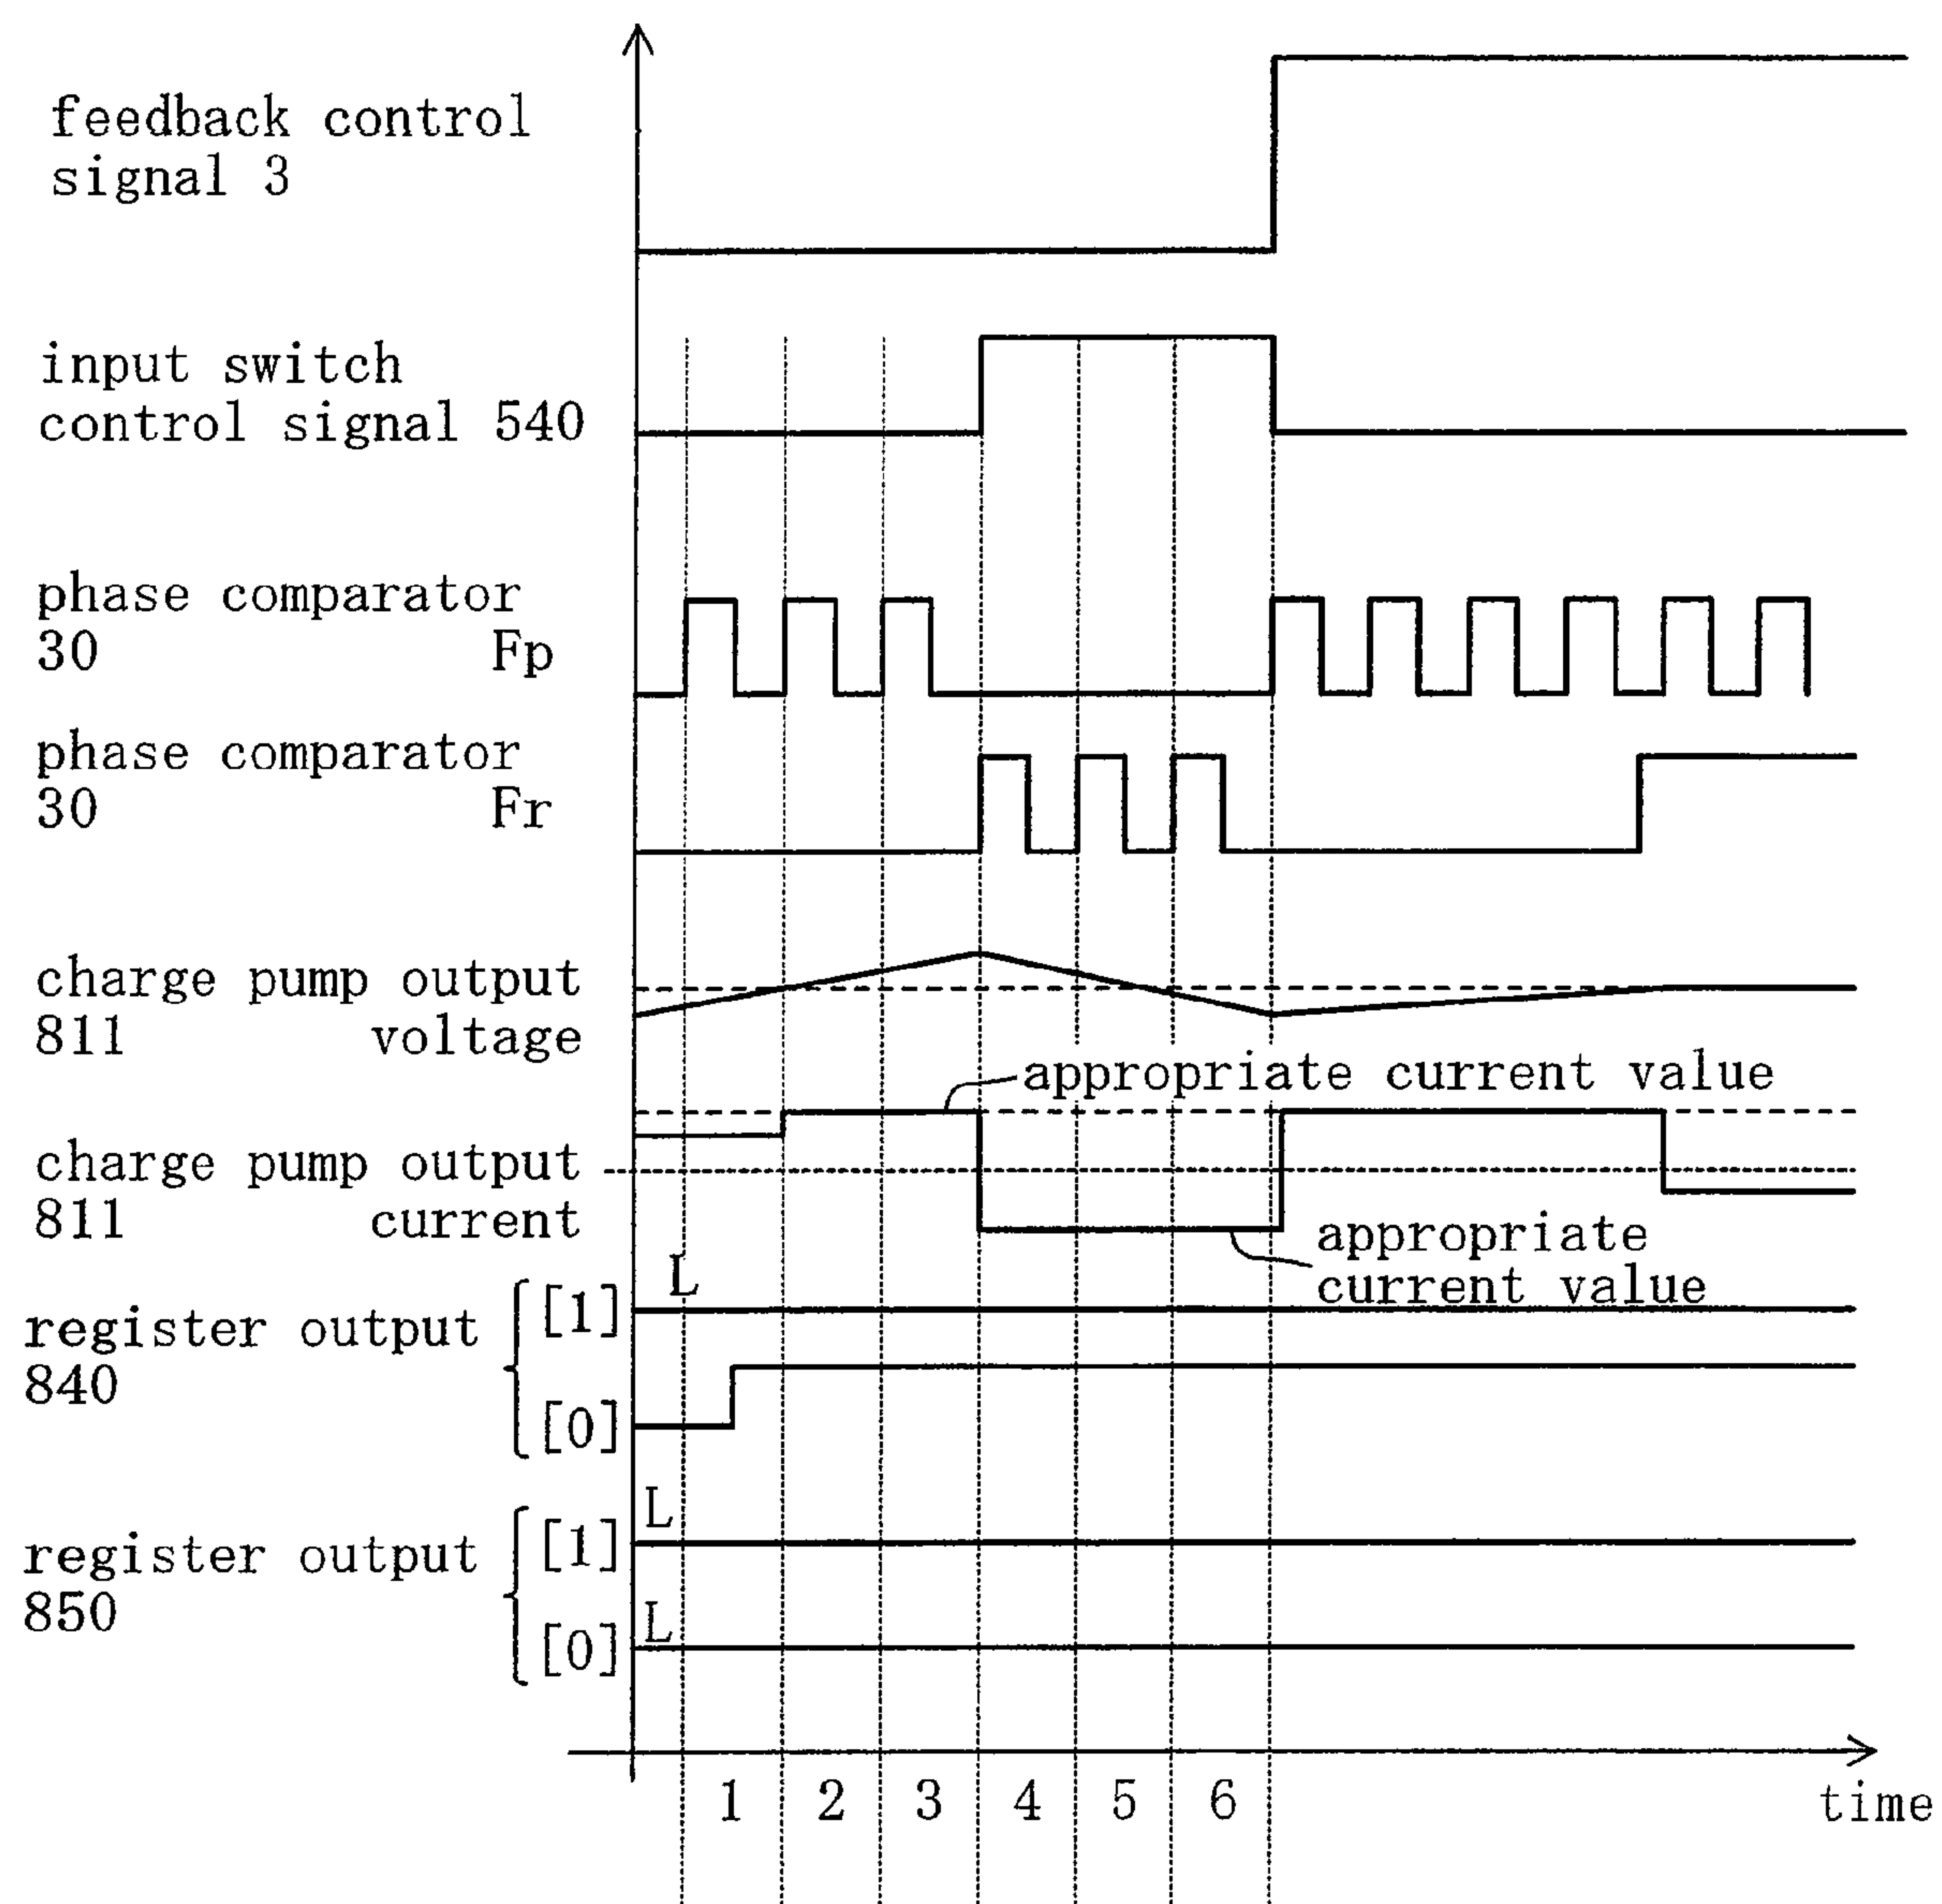 feedback control
signal 3
input switch
control signal 540
phase comparator
30 Fp
phase comparator
30 Fr
charge pump output
811 voltage
appropriate current value
charge pump output
811 current
appropriate
current value
L
register output [1]
840
[0]
L
register output [1]
850
L
[0]
1 2 3 4 5 6 time